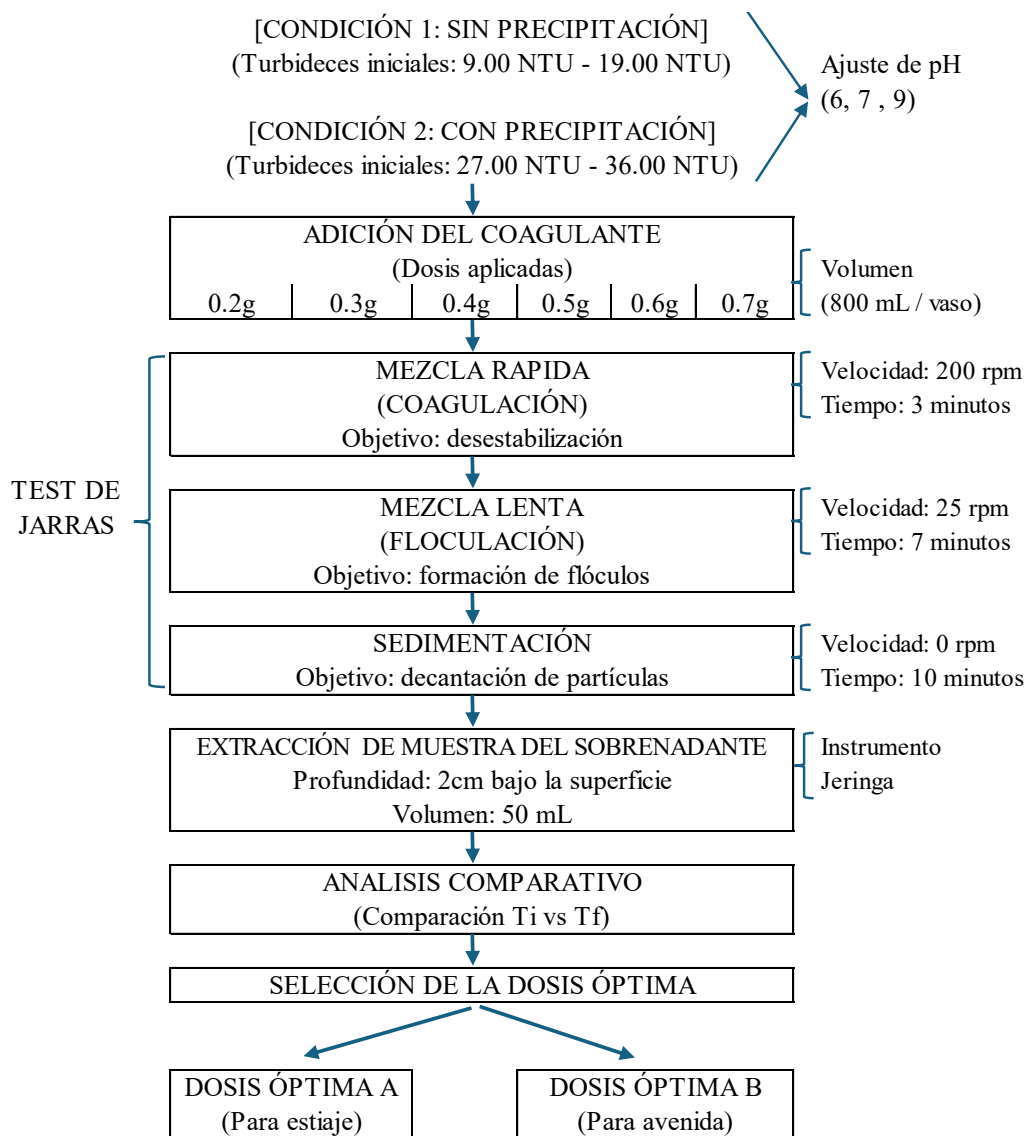 [CONDICIÓN 1: SIN PRECIPITACIÓN]
(Turbideces iniciales: 9.00 NTU - 19.00 NTU)
Ajuste de pH
(6, 7 , 9)
[CONDICIÓN 2: CON PRECIPITACIÓN]
(Turbideces iniciales: 27.00 NTU - 36.00 NTU)
ADICIÓN DEL COAGULANTE
(Dosis aplicadas)
0.2g 0.3g 0.4g 0.5g 0.6g 0.7g
Volumen
(800 mL / vaso)
TEST DE
JARRAS
MEZCLA RAPIDA
(COAGULACIÓN)
Objetivo: desestabilización
Velocidad: 200 rpm
Tiempo: 3 minutos
MEZCLA LENTA
(FLOCULACIÓN)
Objetivo: formación de flóculos
Velocidad: 25 rpm
Tiempo: 7 minutos
SEDIMENTACIÓN
Objetivo: decantación de partículas
Velocidad: 0 rpm
Tiempo: 10 minutos
EXTRACCIÓN DE MUESTRA DEL SOBRENADANTE
Profundidad: 2cm bajo la superficie
Volumen: 50 mL
Instrumento
Jeringa
ANALISIS COMPARATIVO
(Comparación Ti vs Tf)
SELECCIÓN DE LA DOSIS ÓPTIMA
DOSIS ÓPTIMA A
(Para estiaje)
DOSIS ÓPTIMA B
(Para avenida)